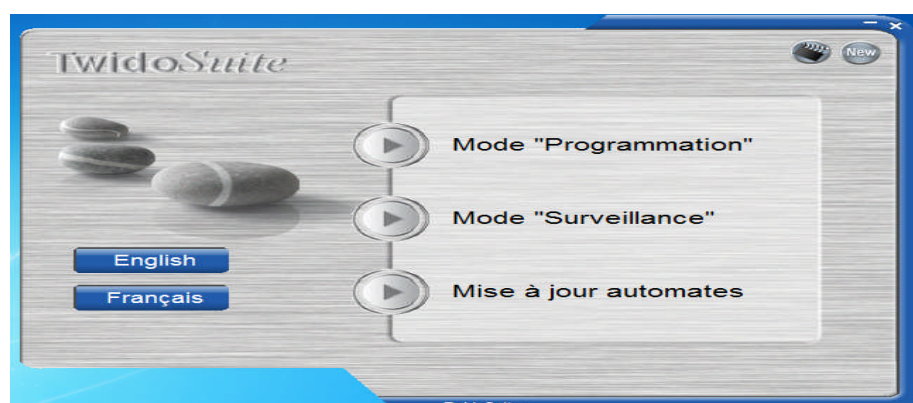 TwidoSuite
New
Mode "Programmation"
Mode "Surveillance"
English
Français
Mise à jour automates